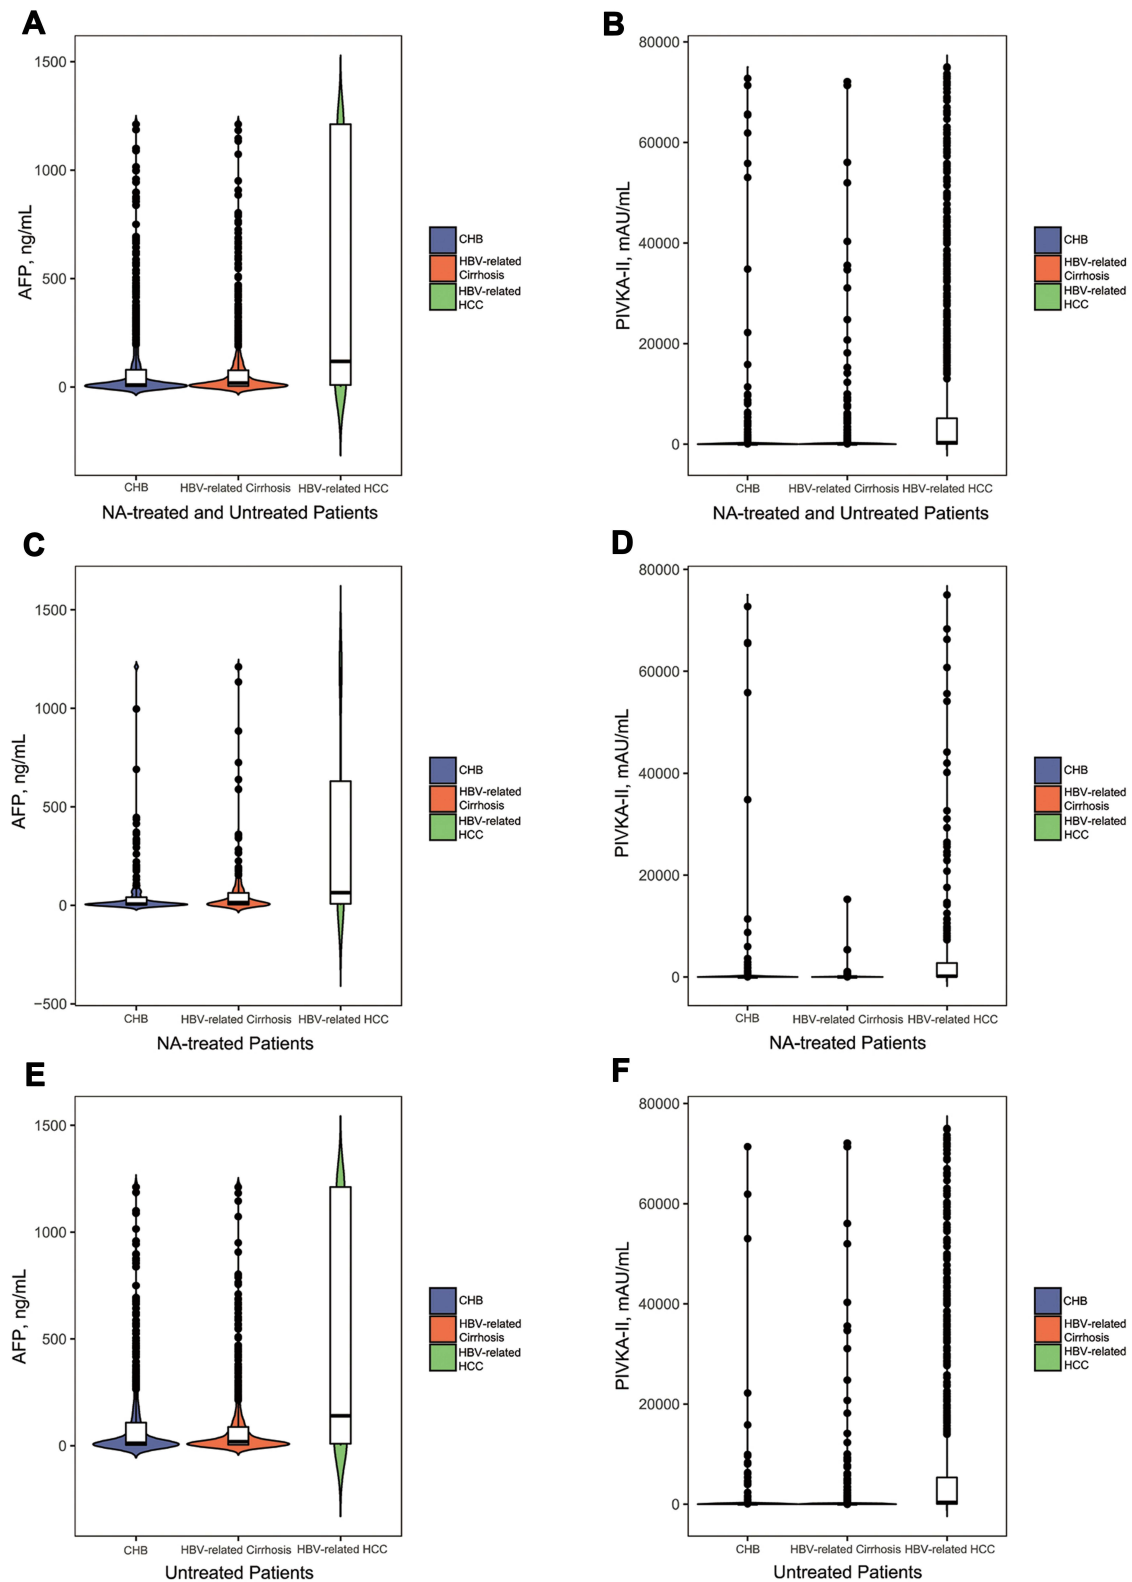 A
1500
1000
500
0
AFP, ng/mL
CHB
HBV-related Cirrhosis
HBV-related HCC
NA-treated and Untreated Patients
CHB
HBV-related
Cirrhosis
HBV-related
HCC
B
80000
60000
40000
20000
0
PIVKA-II, mAU/mL
CHB
HBV-related Cirrhosis
HBV-related HCC
NA-treated and Untreated Patients
CHB
HBV-related
Cirrhosis
HBV-related
HCC
C
1500
1000
500
0
−500
AFP, ng/mL
CHB
HBV-related Cirrhosis
HBV-related HCC
NA-treated Patients
CHB
HBV-related
Cirrhosis
HBV-related
HCC
D
80000
60000
40000
20000
0
PIVKA-II, mAU/mL
CHB
HBV-related Cirrhosis
HBV-related HCC
NA-treated Patients
CHB
HBV-related
Cirrhosis
HBV-related
HCC
E
1500
1000
500
0
AFP, ng/mL
CHB
HBV-related Cirrhosis
HBV-related HCC
Untreated Patients
CHB
HBV-related
Cirrhosis
HBV-related
HCC
F
80000
60000
40000
20000
0
PIVKA-II, mAU/mL
CHB
HBV-related Cirrhosis
HBV-related HCC
Untreated Patients
CHB
HBV-related
Cirrhosis
HBV-related
HCC